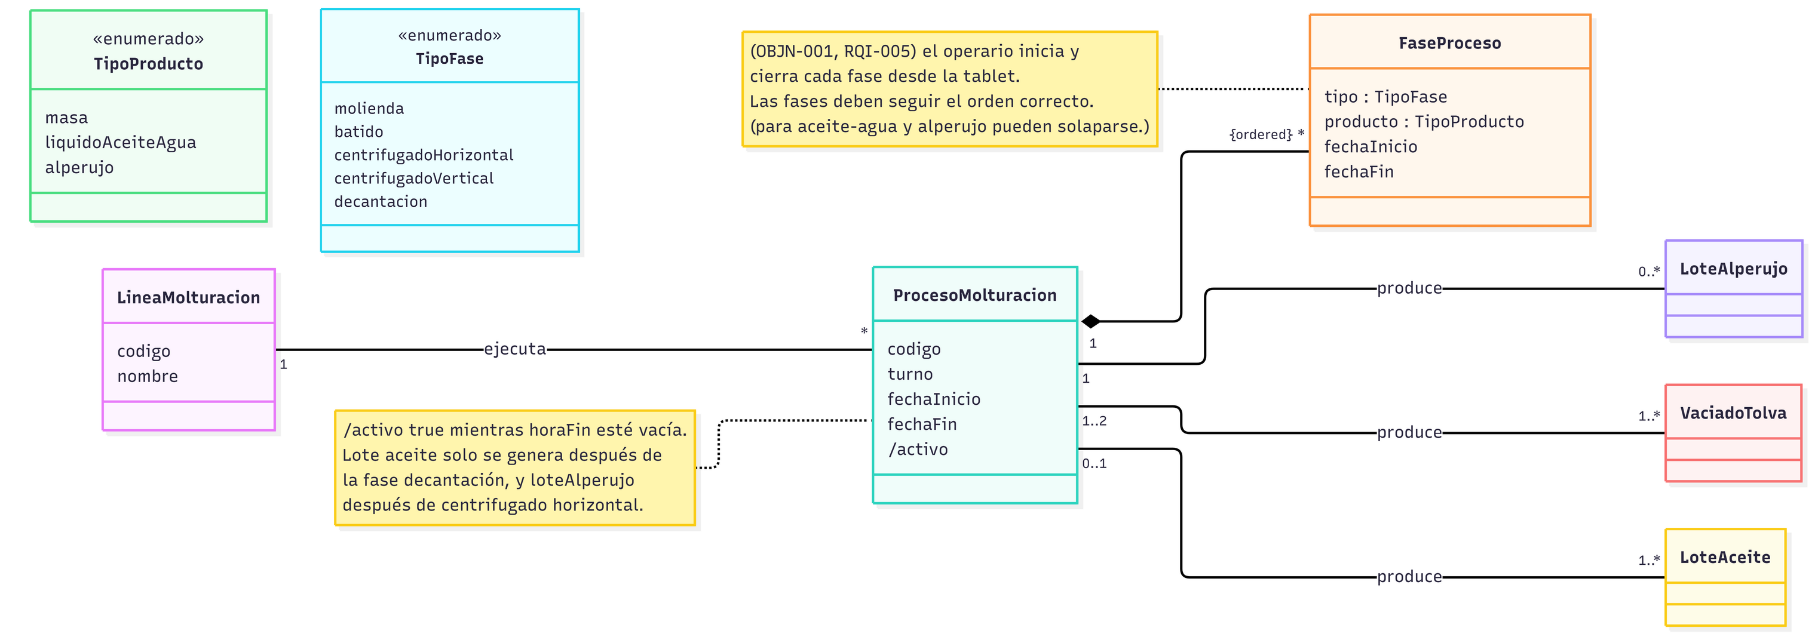 «enumerado»
TipoProducto
masa
liquidoAceiteAgua
alperujo
«enumerado»
TipoFase
molienda
batido
centrifugadoHorizontal
centrifugadoVertical
decantacion
(OBJN-001, RQI-005) el operario inicia y
cierra cada fase desde la tablet.
Las fases deben seguir el orden correcto.
(para aceite-agua y alperujo pueden solaparse.)
FaseProceso
tipo : TipoFase
producto : TipoProducto
fechaInicio
fechaFin
{ordered} *
LineaMolturacion
codigo
nombre
1
ejecuta
*
ProcesoMolturacion
codigo
turno
fechaInicio
fechaFin
/activo
/activo true mientras horaFin esté vacía.
Lote aceite solo se genera después de
la fase decantación, y loteAlperujo
después de centrifugado horizontal.
1
1
produce
0..*
LoteAlperujo
1..2
produce
1..*
VaciadoTolva
0..1
produce
1..*
LoteAceite